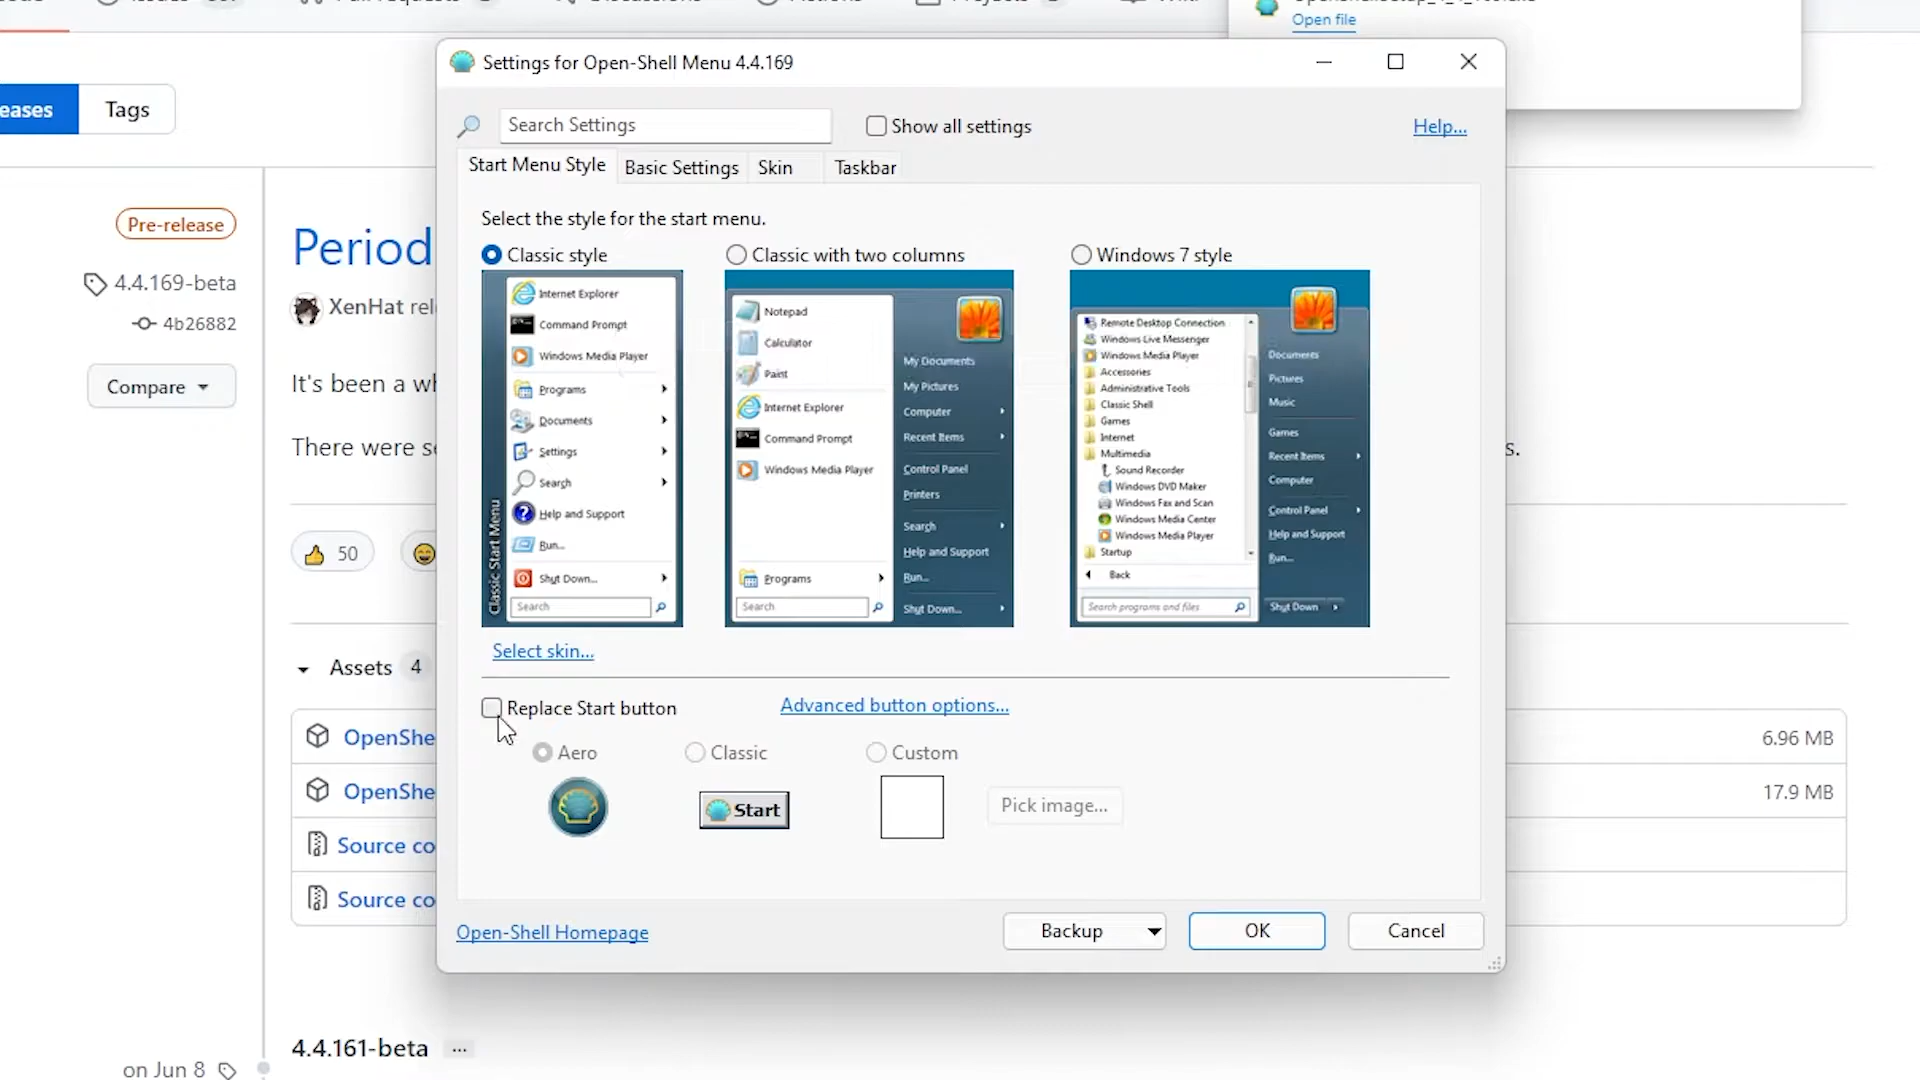 Issues
Pull requests
Discussions
Actions
Projects
Wiki
Open file
Settings for Open-Shell Menu 4.4.169
eases
Tags
Search Settings
Show all settings
Help...
Start Menu Style
Basic Settings
Skin
Taskbar
Pre-release
4.4.169-beta
4b26882
Compare
Period
XenHat rel
It's been a wh
There were se
s.
50
Assets 4
OpenShe
6.96 MB
OpenShe
17.9 MB
Source co
Source co
4.4.161-beta ...
on Jun 8
Select the style for the start menu.
Classic style
Classic with two columns
Windows 7 style
Internet Explorer
Command Prompt
Windows Media Player
Programs
Documents
Settings
Search
Help and Support
Run...
Shut Down...
Search
Classic Start Menu
Notepad
Calculator
Paint
Internet Explorer
Command Prompt
Windows Media Player
Programs
Search
My Documents
My Pictures
Computer
Recent Items
Control Panel
Printers
Search
Help and Support
Run...
Shut Down...
Remote Desktop Connection
Windows Live Messenger
Windows Media Player
Accessories
Administrative Tools
Classic Shell
Games
Internet
Multimedia
Sound Recorder
Windows DVD Maker
Windows Fax and Scan
Windows Media Center
Windows Media Player
Startup
Back
Search programs and files
Documents
Pictures
Music
Games
Recent Items
Computer
Control Panel
Help and Support
Run...
Shut Down
Select skin...
Replace Start button
Advanced button options...
Aero
Classic
Custom
Start
Pick image...
Open-Shell Homepage
Backup
OK
Cancel